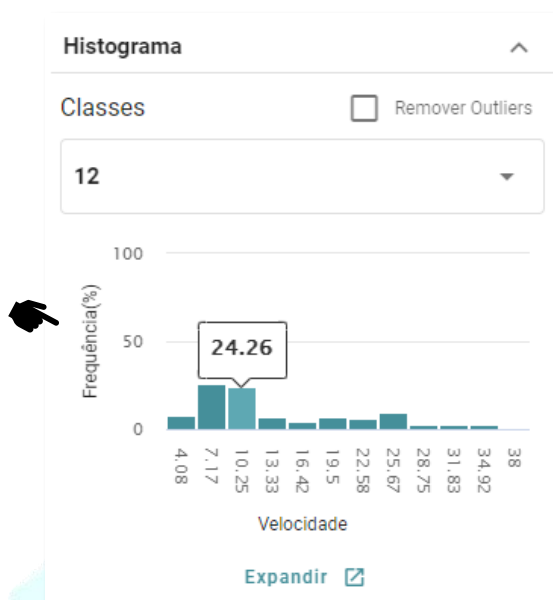 Histograma
Classes
Remover Outliers
12
100
50
0
Frequência(%)
24.26
4.08
7.17
10.25
13.33
16.42
19.5
22.58
25.67
28.75
31.83
34.92
38
Velocidade
Expandir